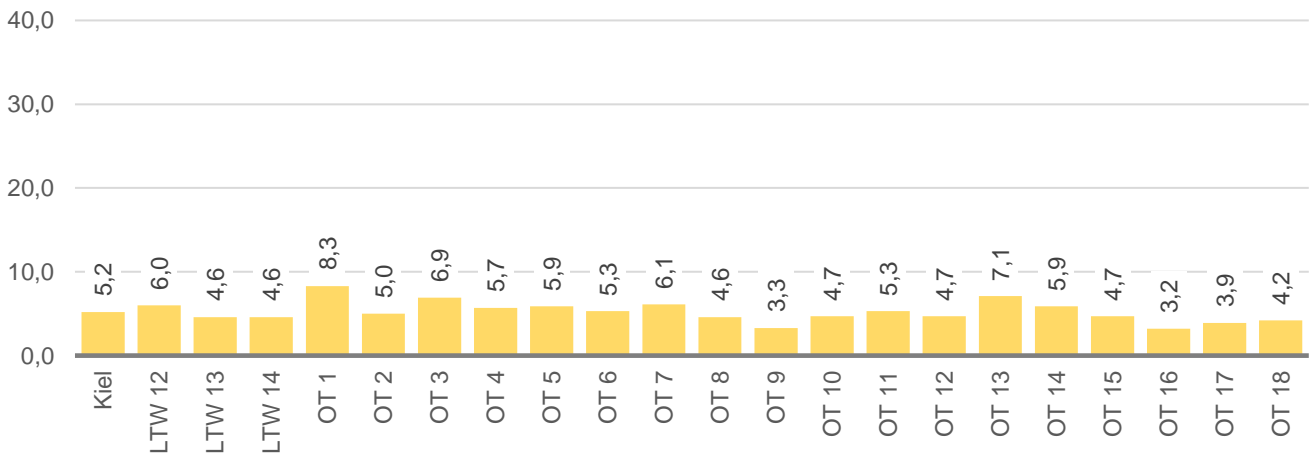 40,0
30,0
20,0
10,0
0,0
5,2
6,0
4,6
4,6
8,3
5,0
6,9
5,7
5,9
5,3
6,1
4,6
3,3
4,7
5,3
4,7
7,1
5,9
4,7
3,2
3,9
4,2
Kiel
LTW 12
LTW 13
LTW 14
OT 1
OT 2
OT 3
OT 4
OT 5
OT 6
OT 7
OT 8
OT 9
OT 10
OT 11
OT 12
OT 13
OT 14
OT 15
OT 16
OT 17
OT 18